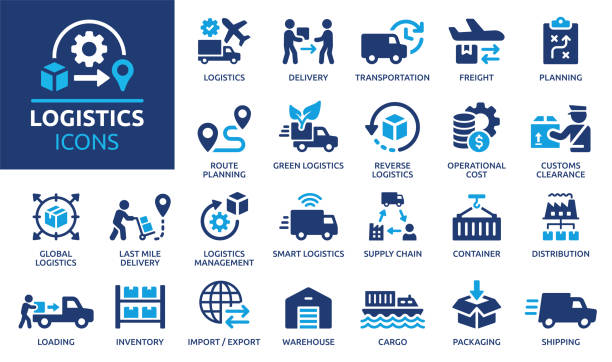 LOGISTICS
ICONS
LOGISTICS
DELIVERY
TRANSPORTATION
FREIGHT
PLANNING
ROUTE
PLANNING
GREEN LOGISTICS
REVERSE
LOGISTICS
OPERATIONAL
COST
CUSTOMS
CLEARANCE
GLOBAL
LOGISTICS
LAST MILE
DELIVERY
LOGISTICS
MANAGEMENT
SMART LOGISTICS
SUPPLY CHAIN
CONTAINER
DISTRIBUTION
LOADING
INVENTORY
IMPORT / EXPORT
WAREHOUSE
CARGO
PACKAGING
SHIPPING